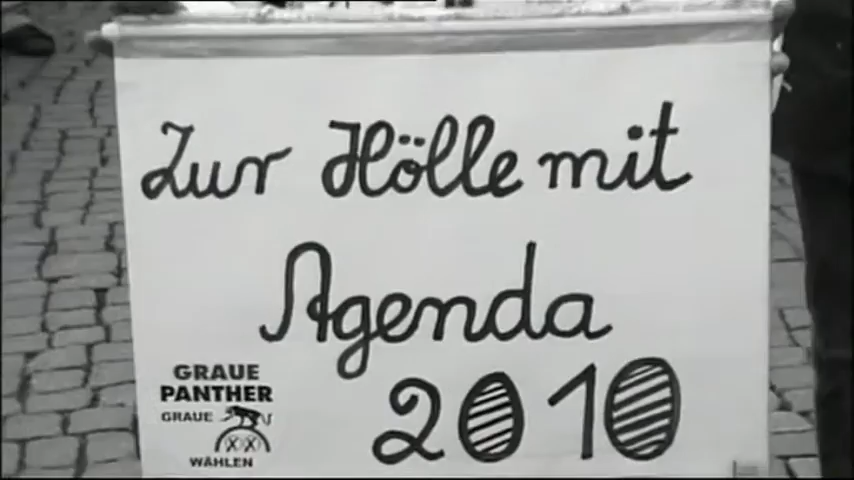 Zur Hölle mit
Agenda
2010
GRAUE
PANTHER
GRAUE
WÄHLEN